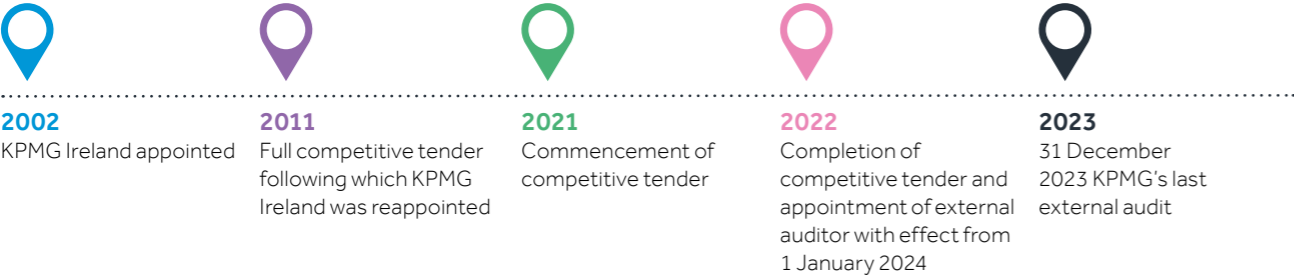 2002
KPMG Ireland appointed
2011
Full competitive tender
following which KPMG
Ireland was reappointed
2021
Commencement of
competitive tender
2022
Completion of
competitive tender and
appointment of external
auditor with effect from
1 January 2024
2023
31 December
2023 KPMG’s last
external audit